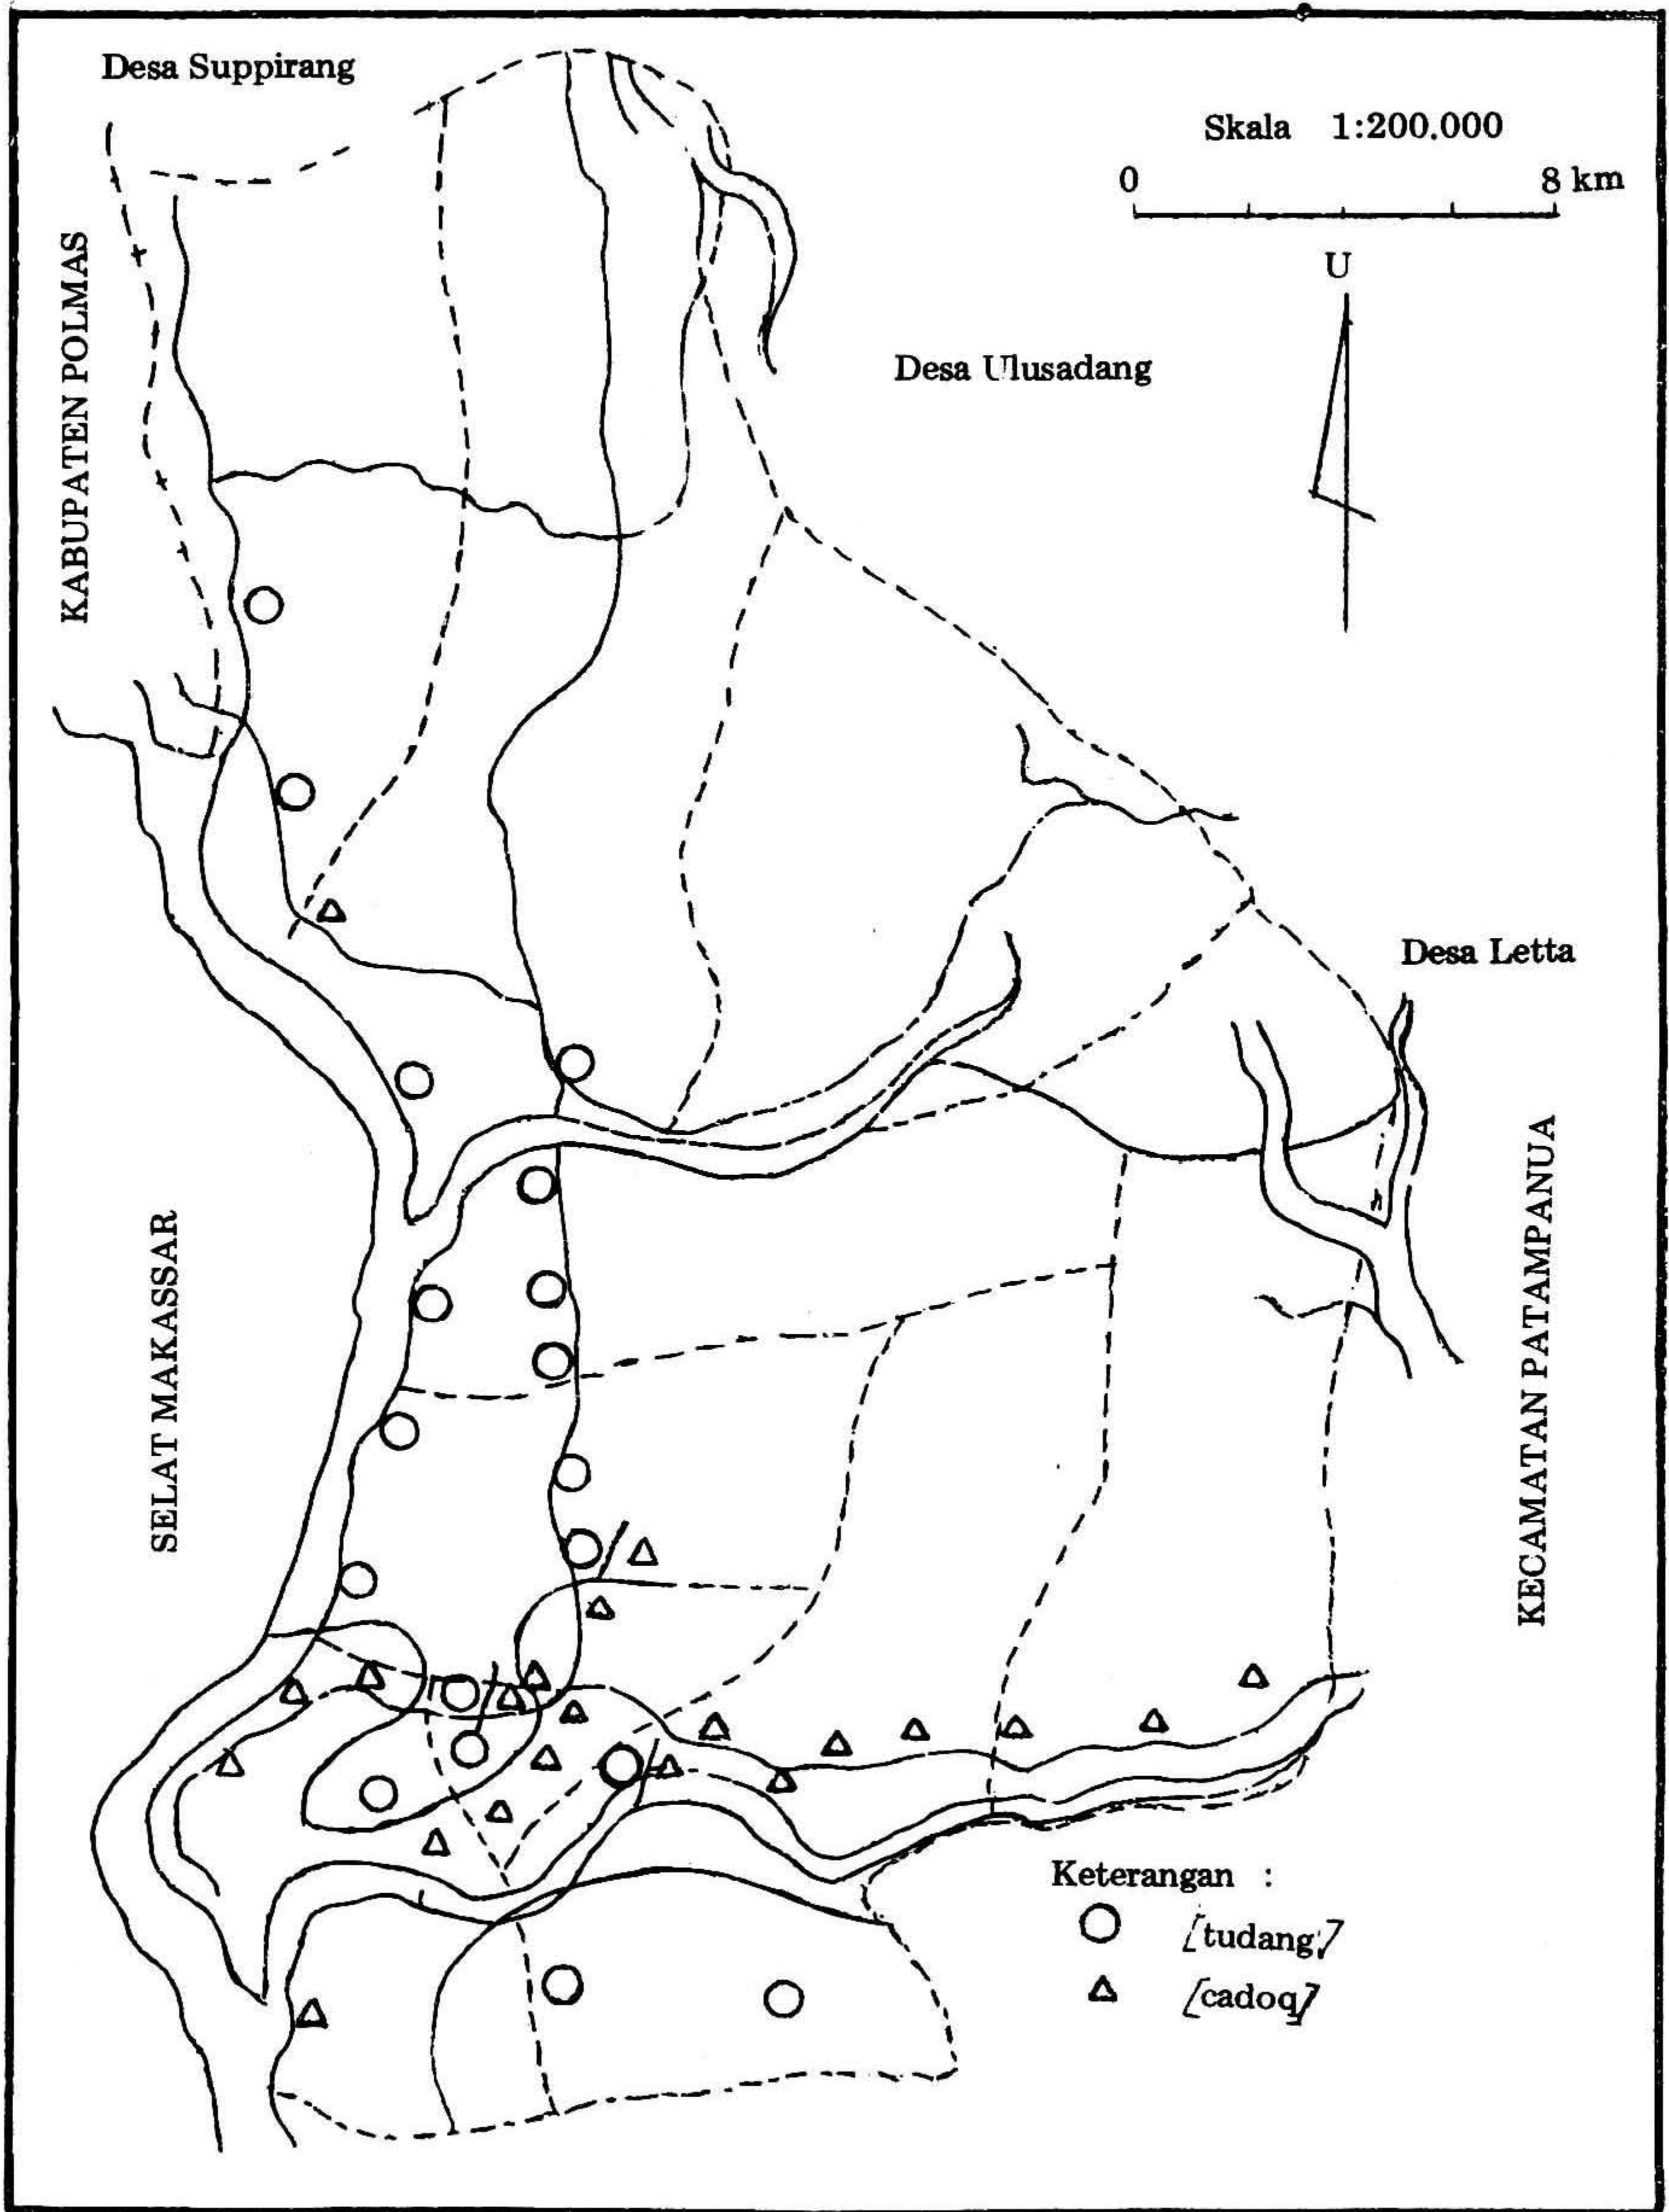 Desa Suppirang
Skala 1:200.000
0 8 km
U
KABUPATEN POLMAS
Desa Ulusadang
Desa Letta
SELAT MAKASSAR
KECAMATAN PATAMPANUA
Keterangan :
[tudang]
[cadoq]